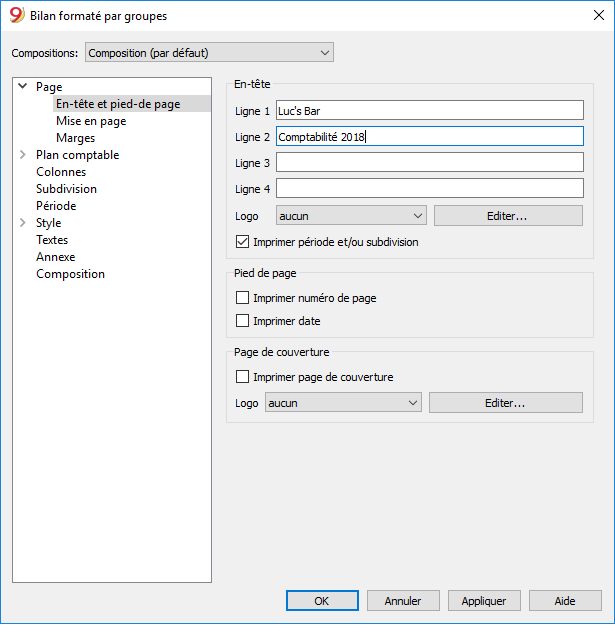 Bilan formaté par groupes
Compositions: Composition (par défaut)
Page
En-tête et pied-de page
Mise en page
Marges
Plan comptable
Colonnes
Subdivision
Période
Style
Textes
Annexe
Composition
En-tête
Ligne 1 Luc's Bar
Ligne 2 Comptabilité 2018
Ligne 3
Ligne 4
Logo aucun Editer...
Imprimer période et/ou subdivision
Pied de page
Imprimer numéro de page
Imprimer date
Page de couverture
Imprimer page de couverture
Logo aucun Editer...
OK Annuler Appliquer Aide